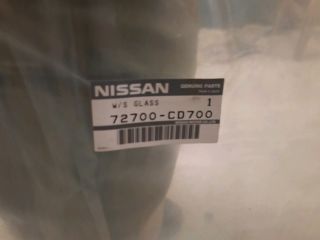 NISSAN GENUINE PARTS
W/S GLASS 1
72700-CD700